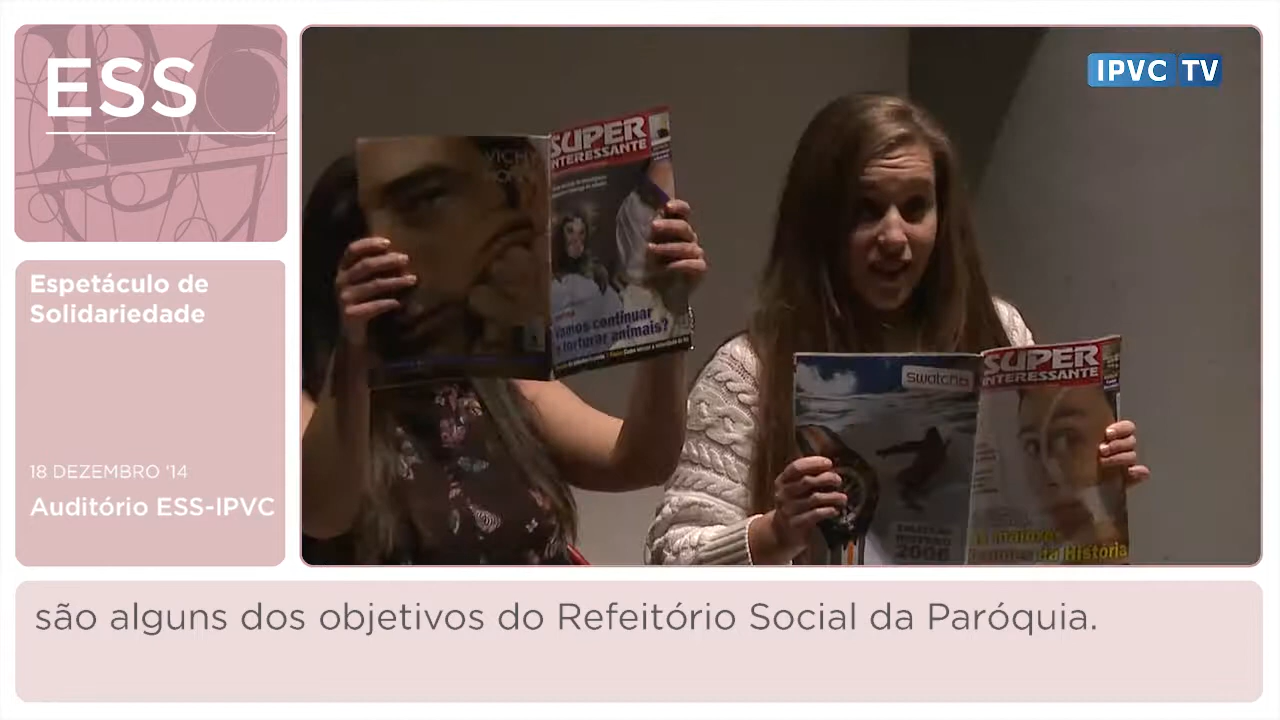 ESS
IPVC TV
Espetáculo de
Solidariedade
18 DEZEMBRO '14
Auditório ESS-IPVC
VICHY
SUPER
INTERESSANTE
Vamos continuar
a torturar animais?
swatch
SUPER
INTERESSANTE
2006
da História
são alguns dos objetivos do Refeitório Social da Paróquia.